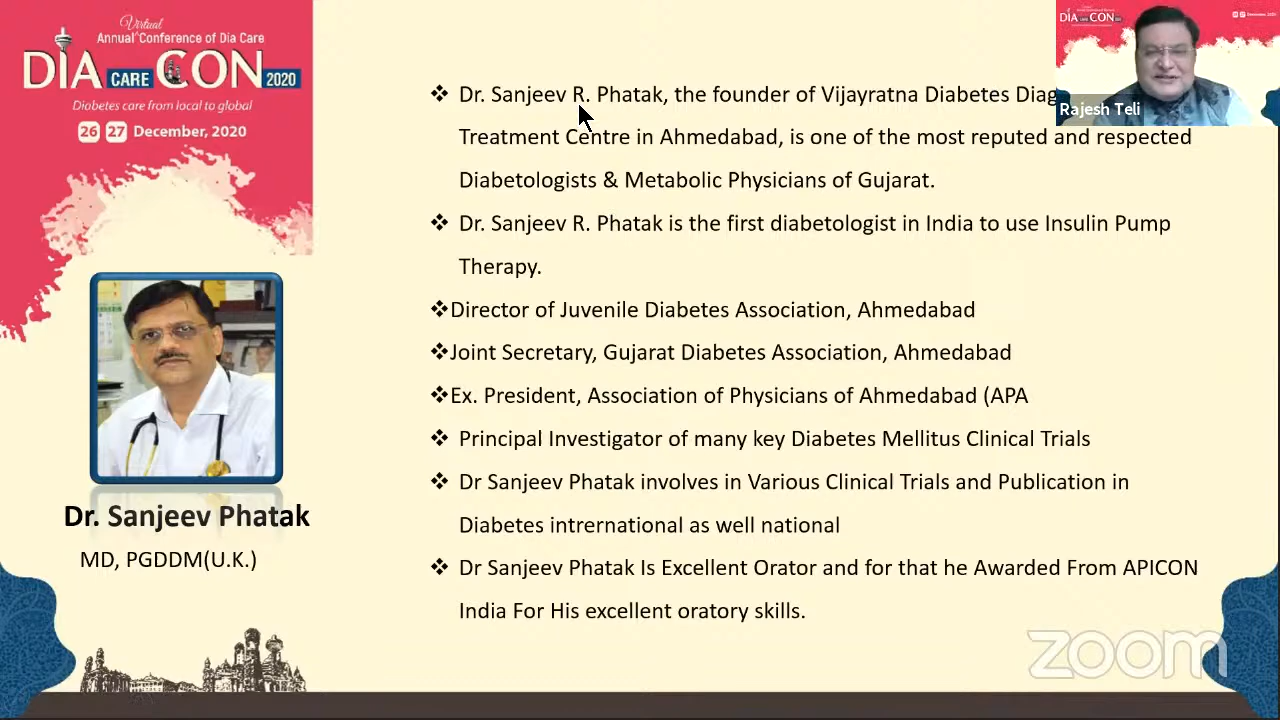 Virtual
Annual Conference of Dia Care
DIA CARE CON 2020
Diabetes care from local to global
26 27 December, 2020
Dr. Sanjeev Phatak
MD, PGDDM(U.K.)
❖ Dr. Sanjeev R. Phatak, the founder of Vijayratna Diabetes
Treatment Centre in Ahmedabad, is one of the most reputed and respected
Diabetologists & Metabolic Physicians of Gujarat.
❖ Dr. Sanjeev R. Phatak is the first diabetologist in India to use Insulin Pump
Therapy.
❖Director of Juvenile Diabetes Association, Ahmedabad
❖Joint Secretary, Gujarat Diabetes Association, Ahmedabad
❖Ex. President, Association of Physicians of Ahmedabad (APA
❖ Principal Investigator of many key Diabetes Mellitus Clinical Trials
❖ Dr Sanjeev Phatak involves in Various Clinical Trials and Publication in
Diabetes intrernational as well national
❖ Dr Sanjeev Phatak Is Excellent Orator and for that he Awarded From APICON
India For His excellent oratory skills.
DIA CARE CON
Rajesh Teli
zoom